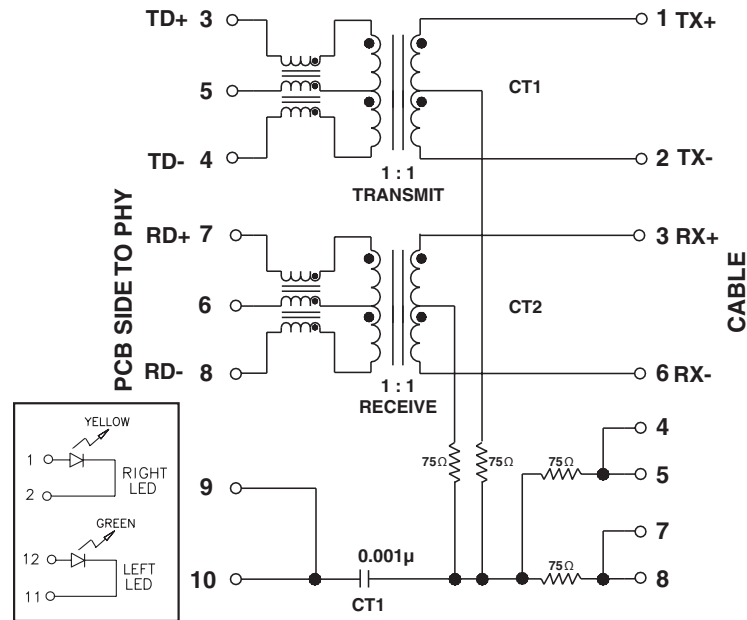 TD+ 3
1 TX+
5
CT1
TD- 4
2 TX-
1 : 1
TRANSMIT
PCB SIDE TO PHY
RD+ 7
3 RX+
6
CT2
CABLE
RD- 8
6 RX-
1 : 1
RECEIVE
YELLOW
1
RIGHT
LED
2
GREEN
12
LEFT
LED
11
4
75Ω
75Ω
75Ω
5
9
7
0.001µ
75Ω
10
8
CT1